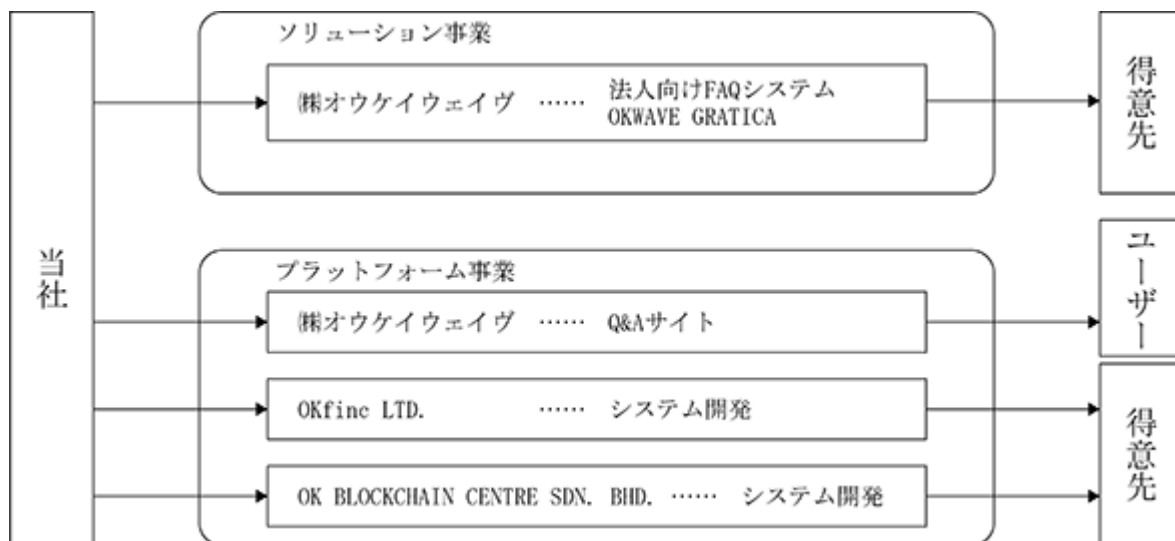 当社
ソリューション事業
㈱オウケイウェイヴ …… 法人向けFAQシステム
OKWAVE GRATICA
得意先
プラットフォーム事業
㈱オウケイウェイヴ …… Q&Aサイト
ユーザー
OKfinc LTD. …… システム開発
OK BLOCKCHAIN CENTRE SDN. BHD. …… システム開発
得意先